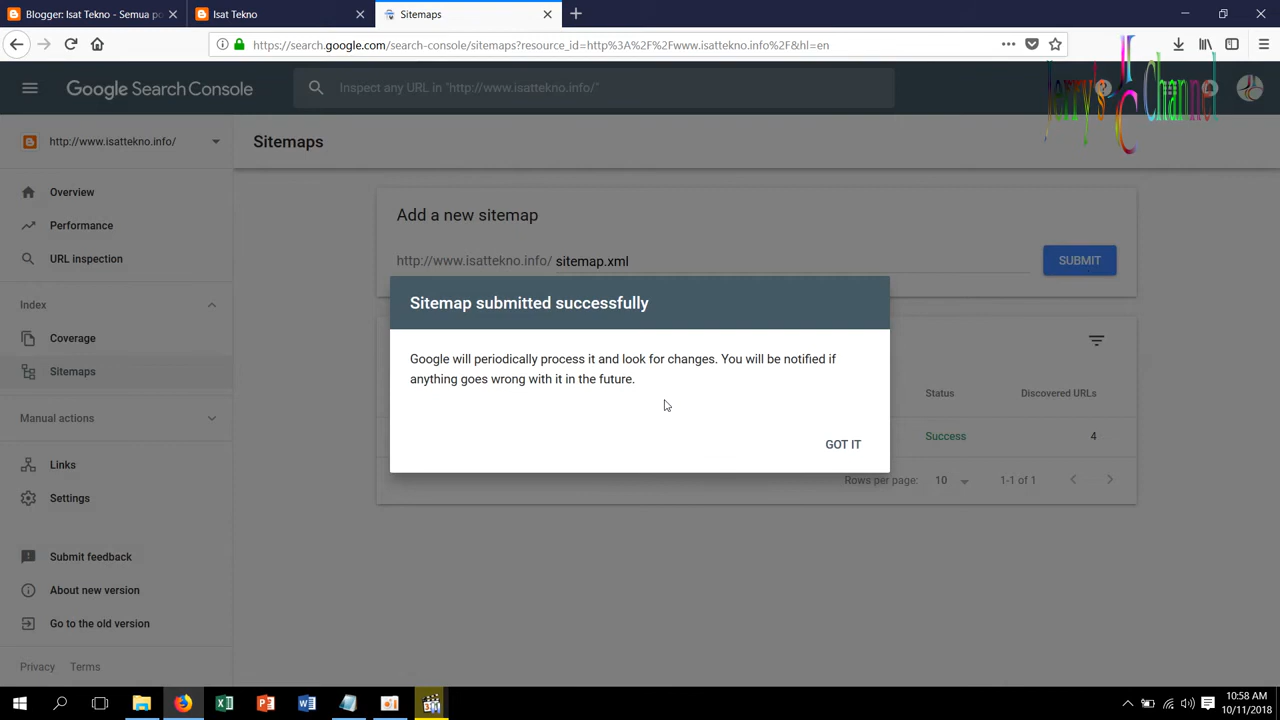 Blogger: Isat Tekno - Semua po
Isat Tekno
Sitemaps
https://search.google.com/search-console/sitemaps?resource_id=http%3A%2F%2Fwww.isattekno.info%2F&hl=en
Google Search Console
Inspect any URL in "http://www.isattekno.info/"
Jerry's Channel
http://www.isattekno.info/
Sitemaps
Overview
Performance
URL inspection
Index
Coverage
Sitemaps
Manual actions
Links
Settings
Submit feedback
About new version
Go to the old version
Privacy Terms
Add a new sitemap
http://www.isattekno.info/ sitemap.xml
SUBMIT
Sitemap submitted successfully
Google will periodically process it and look for changes. You will be notified if
anything goes wrong with it in the future.
GOT IT
Status Discovered URLs
Success 4
Rows per page: 10 1-1 of 1
10:58 AM
10/11/2018